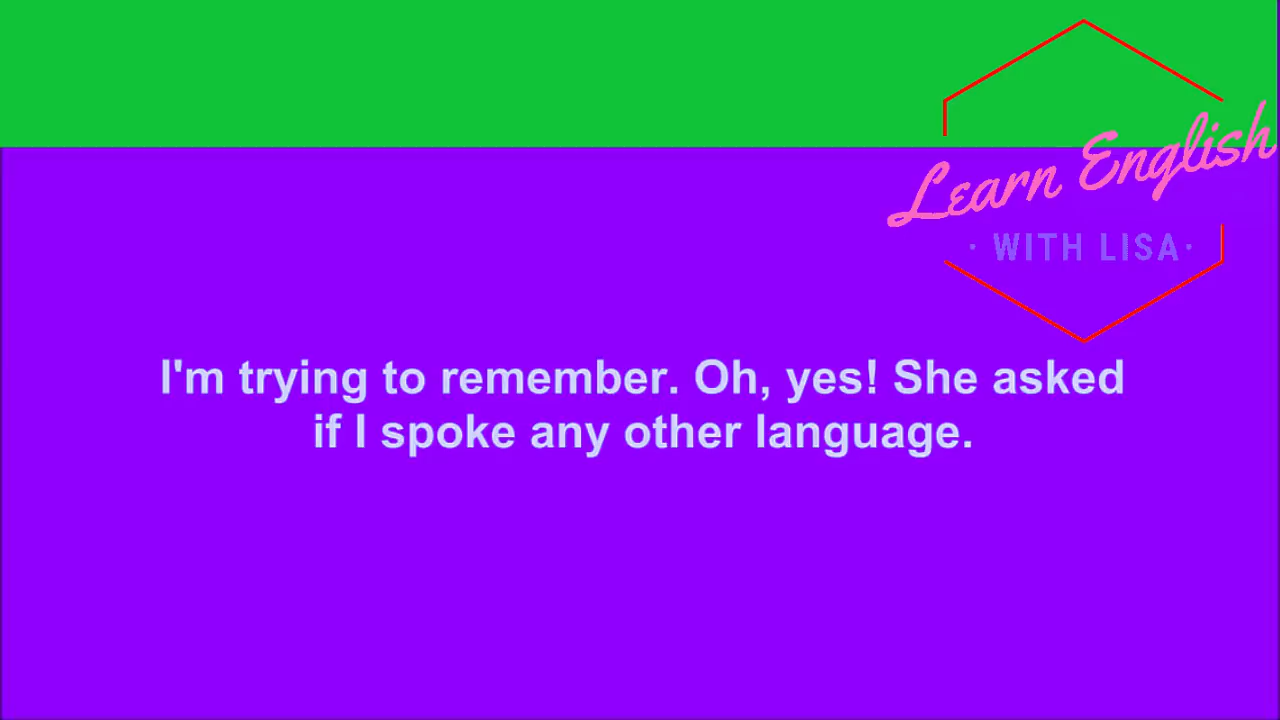 Learn English
· WITH LISA·
I'm trying to remember. Oh, yes! She asked
if I spoke any other language.